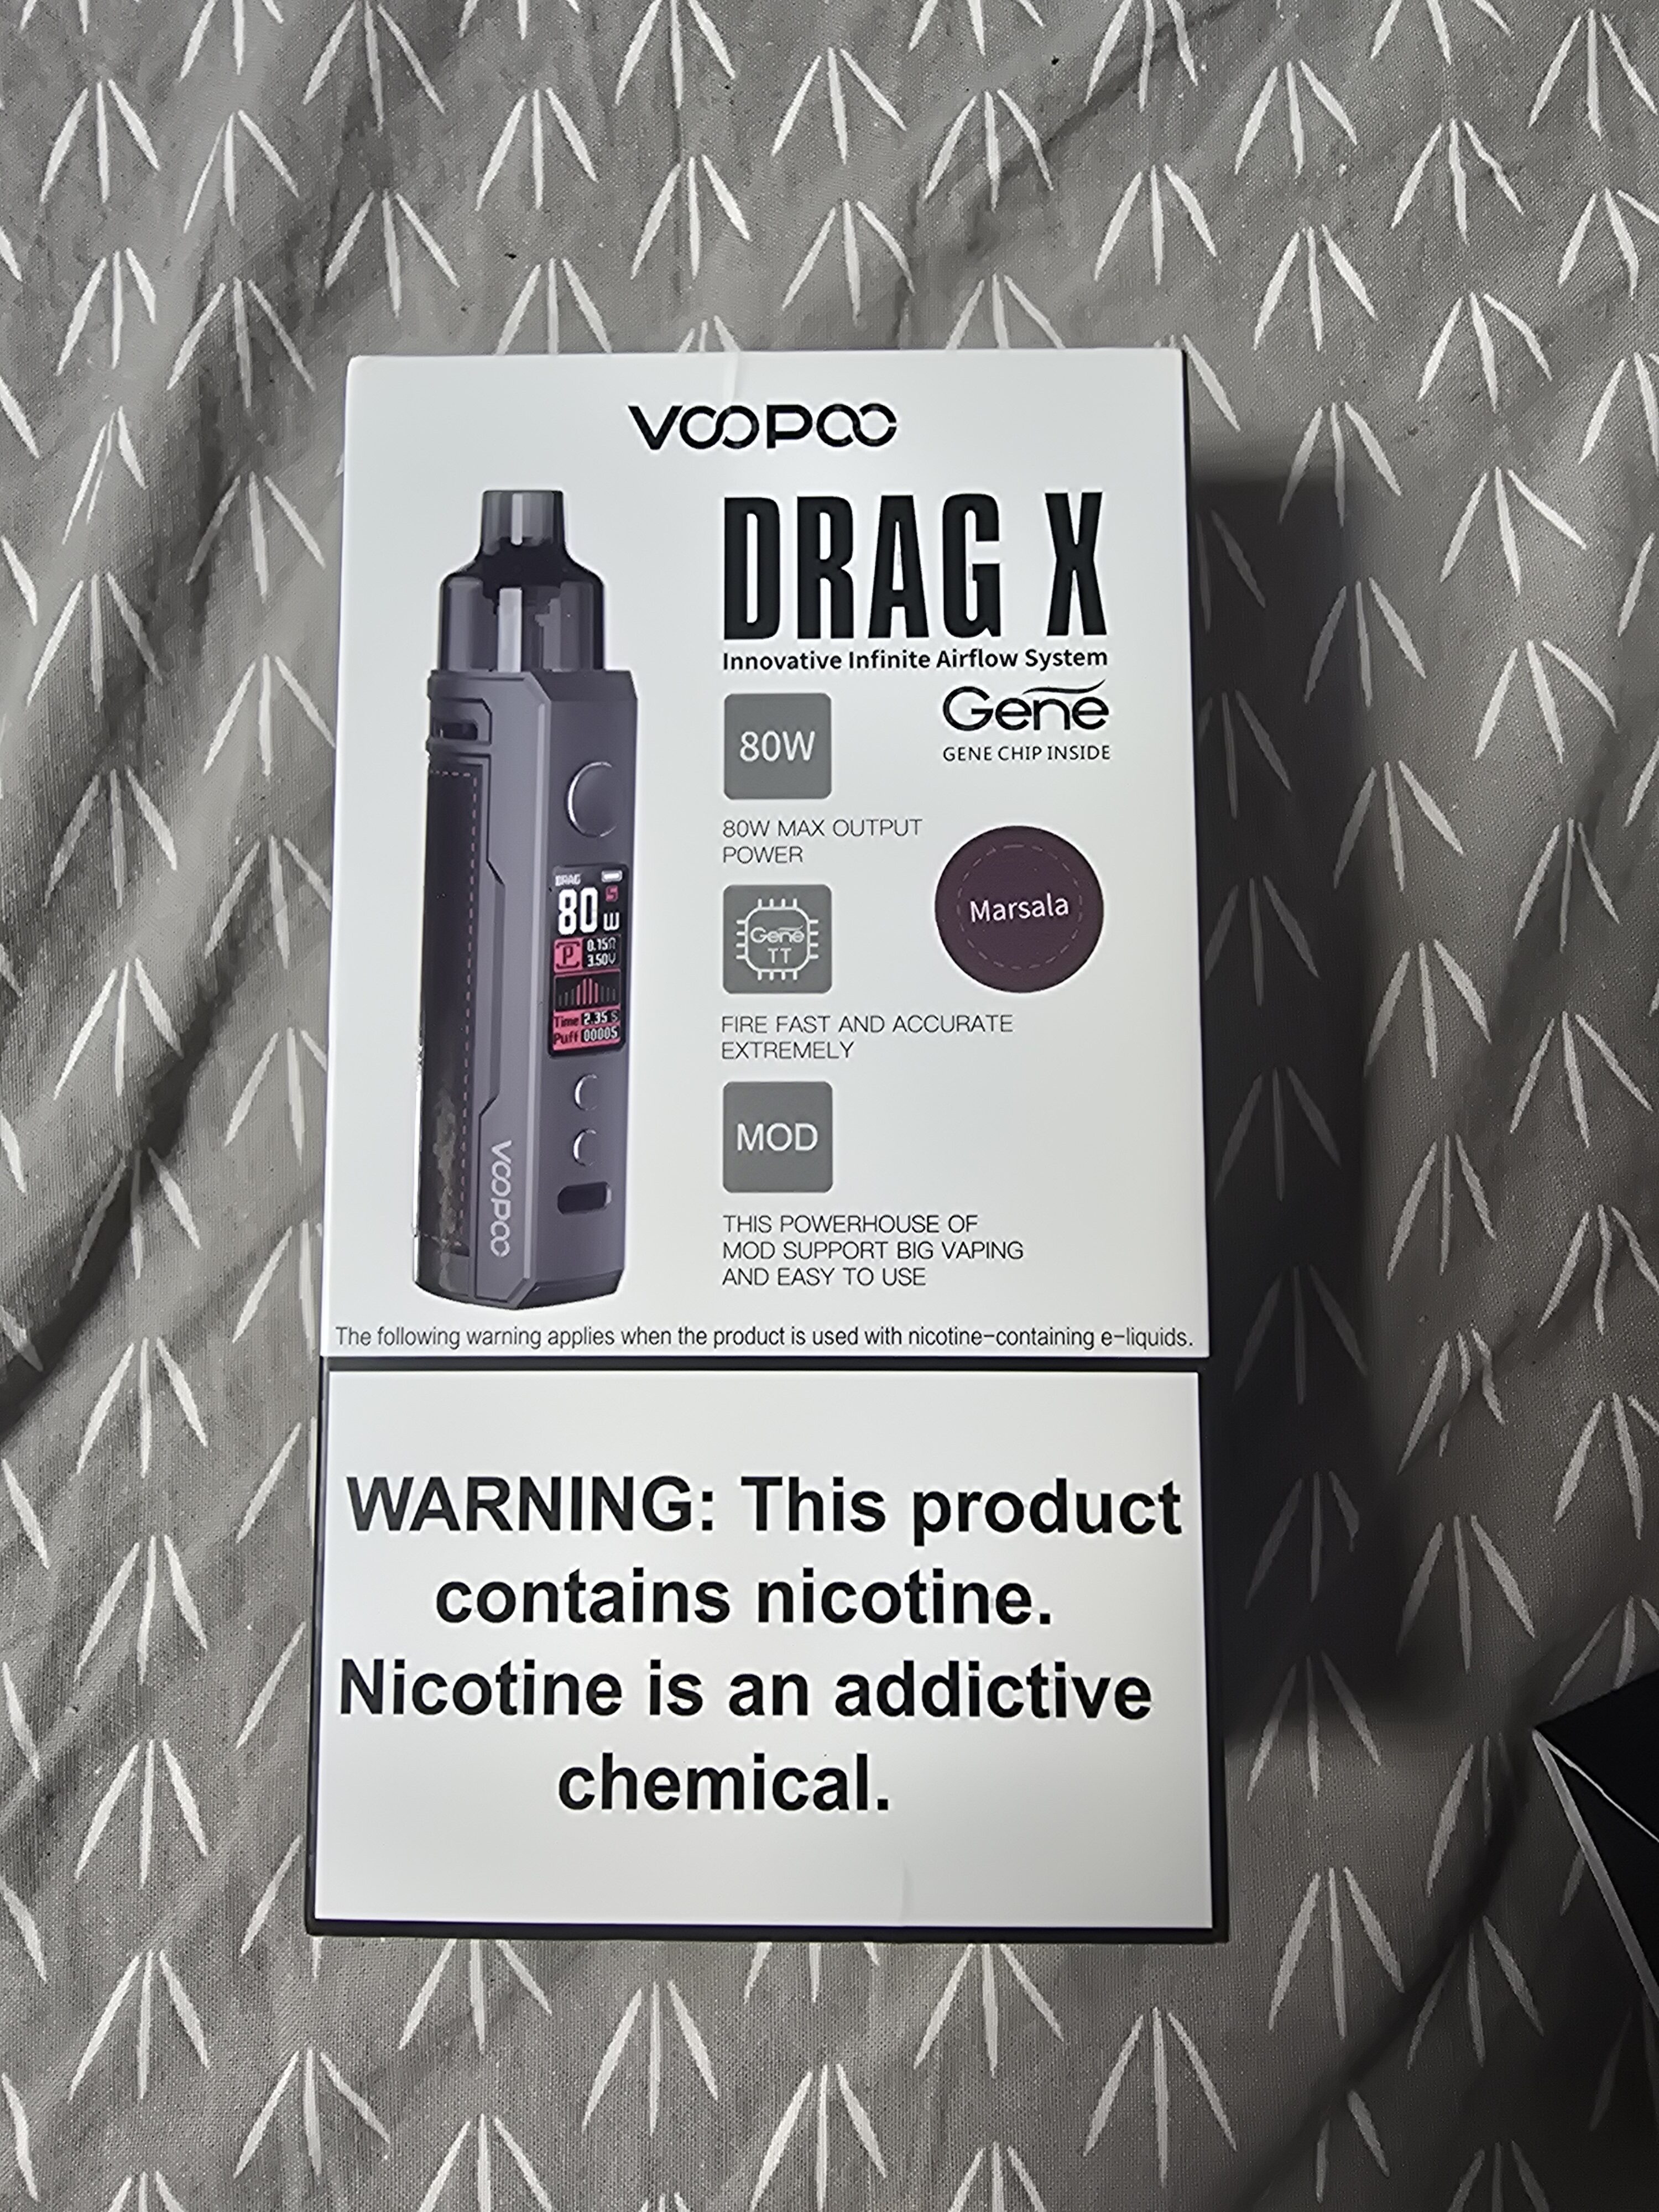 VOOPOO
DRAG X
Innovative Infinite Airflow System
Gene
GENE CHIP INSIDE
80W
80W MAX OUTPUT
POWER
Marsala
Gene
TT
FIRE FAST AND ACCURATE
EXTREMELY
MOD
THIS POWERHOUSE OF
MOD SUPPORT BIG VAPING
AND EASY TO USE
DRAG
80 W
S
P
0.15Ω
3.50V
Time 2.35 S
Puff 00005
VOOPOO
The following warning applies when the product is used with nicotine-containing e-liquids.
WARNING: This product
contains nicotine.
Nicotine is an addictive
chemical.